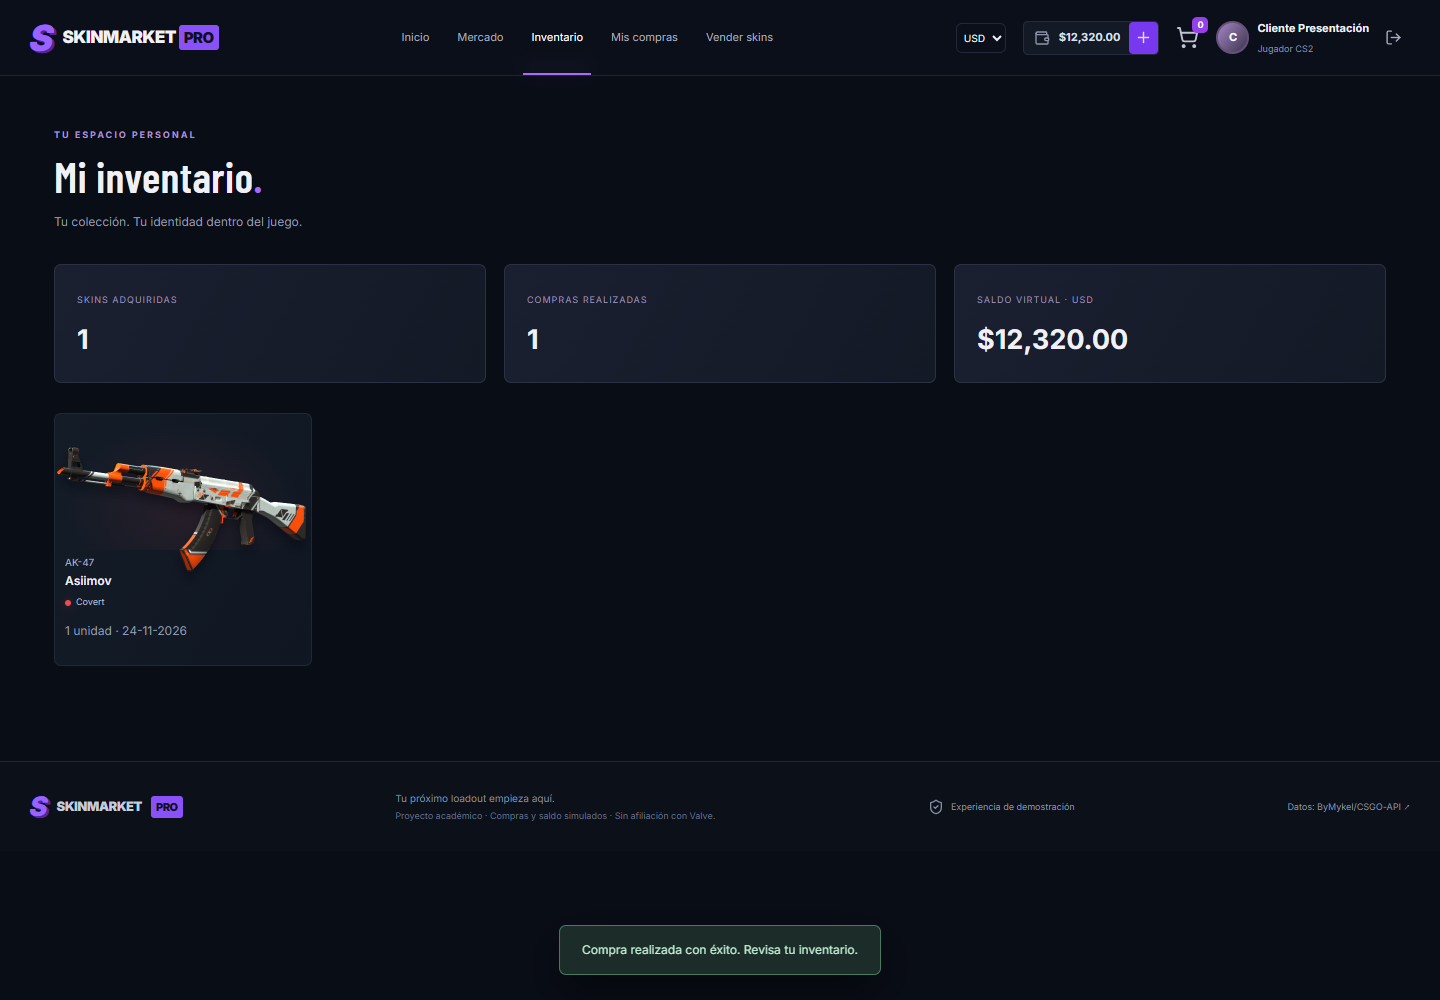 SKINMARKET PRO
Inicio
Mercado
Inventario
Mis compras
Vender skins
USD
$12,320.00
+
0
C
Cliente Presentación
Jugador CS2
TU ESPACIO PERSONAL
Mi inventario.
Tu colección. Tu identidad dentro del juego.
SKINS ADQUIRIDAS
1
COMPRAS REALIZADAS
1
SALDO VIRTUAL · USD
$12,320.00
AK-47
Asiimov
Covert
1 unidad · 24-11-2026
SKINMARKET PRO
Tu próximo loadout empieza aquí.
Proyecto académico · Compras y saldo simulados · Sin afiliación con Valve.
Experiencia de demostración
Datos: ByMykel/CSGO-API ↗
Compra realizada con éxito. Revisa tu inventario.